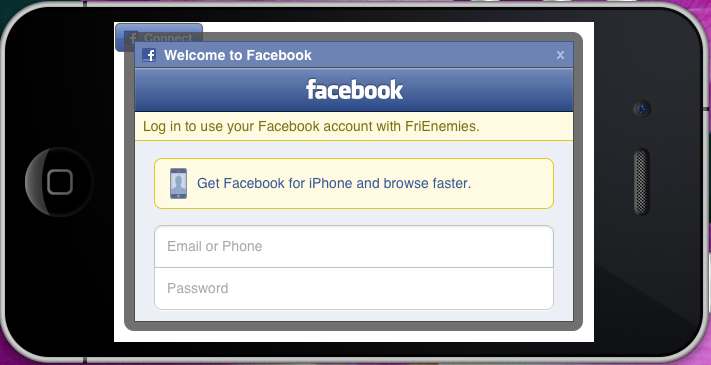 Connect
Welcome to Facebook
x
facebook
Log in to use your Facebook account with FriEnemies.
Get Facebook for iPhone and browse faster.
Email or Phone
Password